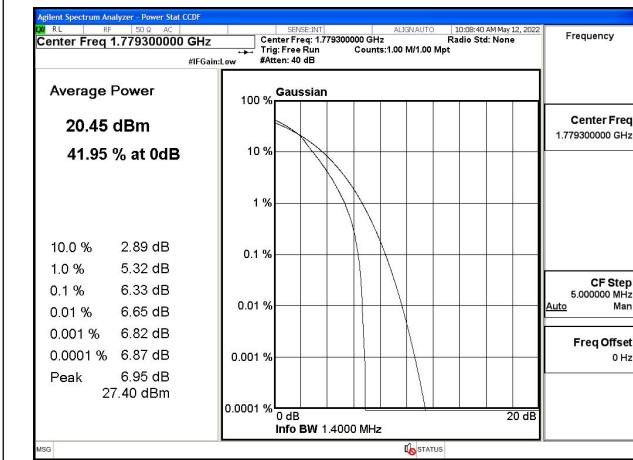 Agilent Spectrum Analyzer - Power Stat CCDF
RL RF 50 Ω AC SENSE:INT ALIGN AUTO 10:08:40 AM May 12, 2022
Center Freq 1.779300000 GHz
Center Freq: 1.779300000 GHz Radio Std: None
Trig: Free Run Counts:1.00 M/1.00 Mpt
#IFGain:Low #Atten: 40 dB
Frequency
Average Power
20.45 dBm
41.95 % at 0dB
10.0 % 2.89 dB
1.0 % 5.32 dB
0.1 % 6.33 dB
0.01 % 6.65 dB
0.001 % 6.82 dB
0.0001 % 6.87 dB
Peak 6.95 dB
27.40 dBm
Gaussian
100 %
10 %
1 %
0.1 %
0.01 %
0.001 %
0.0001 %
0 dB 20 dB
Info BW 1.4000 MHz
Center Freq
1.779300000 GHz
CF Step
5.000000 MHz
Auto Man
Freq Offset
0 Hz
MSG STATUS